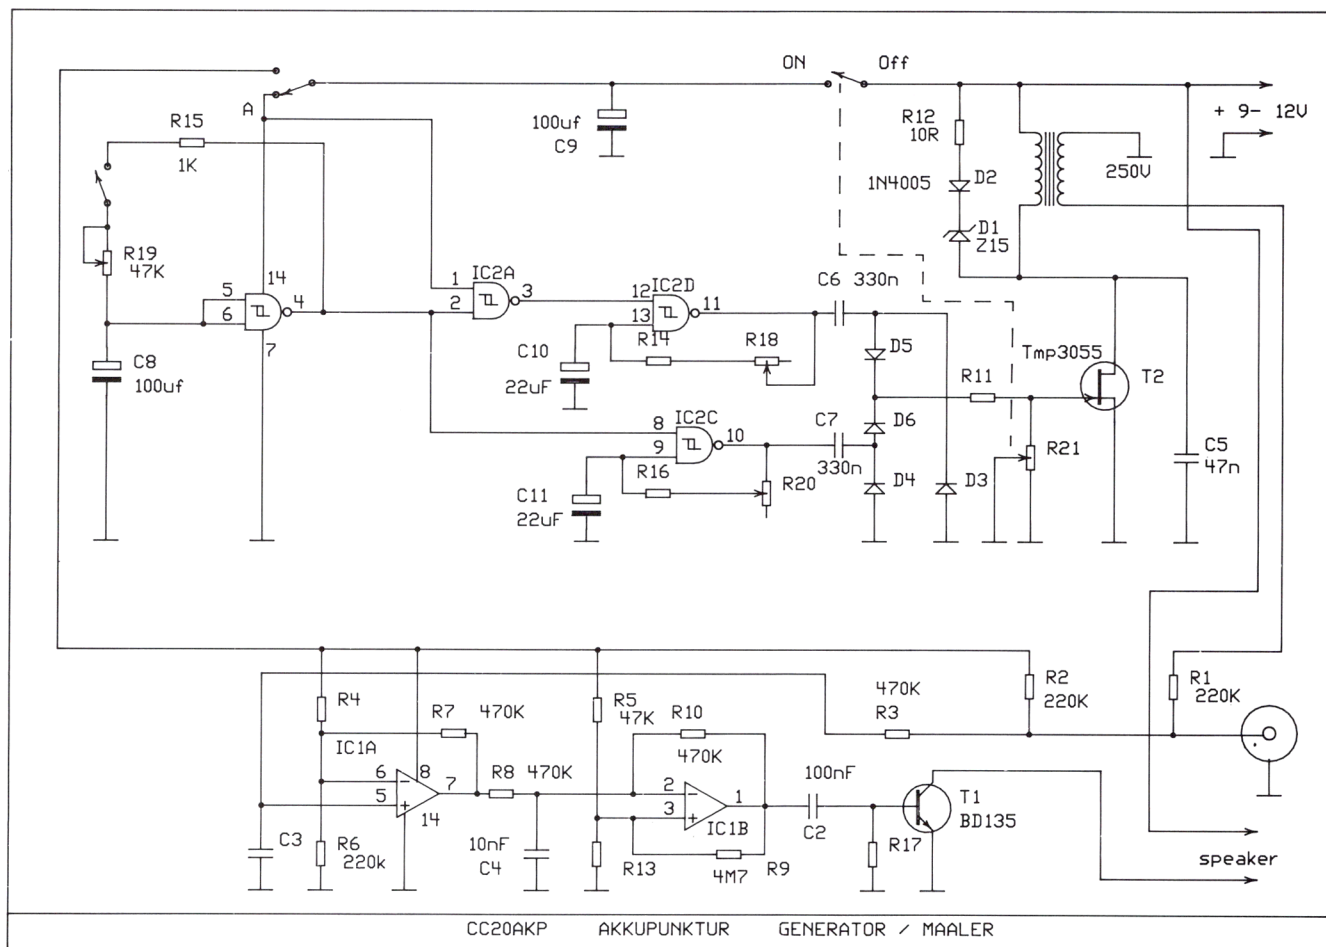 ON
Off
A
R15
1K
100uf
C9
R12
10R
+ 9- 12V
1N4005
D2
250V
D1
Z15
R19
47K
14
5
6
4
7
IC2A
1
2
3
IC2D
12
13
11
C6 330n
C8
100uf
C10
22uF
R14
R18
D5
Tmp3055
T2
R11
IC2C
8
9
10
C7
330n
D6
R21
C5
47n
C11
22uF
R16
R20
D4
D3
R4
R7
470K
R5
47K
R10
470K
470K
R3
R2
220K
R1
220K
IC1A
6
5
8
7
14
R8
470K
2
3
1
IC1B
100nF
C2
T1
BD135
C3
R6
220k
10nF
C4
R13
4M7
R9
R17
speaker
CC20AKP AKKUPUNKTUR GENERATOR / MAALER